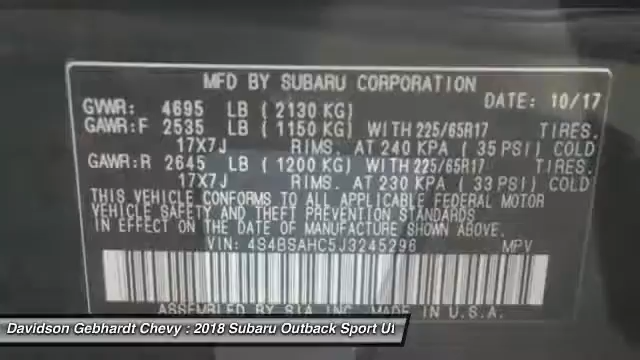 MFD BY SUBARU CORPORATION
DATE: 10/17
GVWR: 4695 LB ( 2130 KG)
GAWR:F 2535 LB ( 1150 KG) WITH 225/65R17 TIRES.
17X7J RIMS. AT 240 KPA ( 35 PSI) COLD
GAWR:R 2645 LB ( 1200 KG) WITH 225/65R17 TIRES.
17X7J RIMS. AT 230 KPA ( 33 PSI) COLD
THIS VEHICLE CONFORMS TO ALL APPLICABLE FEDERAL MOTOR
VEHICLE SAFETY AND THEFT PREVENTION STANDARDS
IN EFFECT ON THE DATE OF MANUFACTURE SHOWN ABOVE.
VIN: 4S4BSAHC5J3245296 MPV
ASSEMBLED BY S.I.A. INC. MADE IN U.S.A.
Davidson Gebhardt Chevy : 2018 Subaru Outback Sport Ut